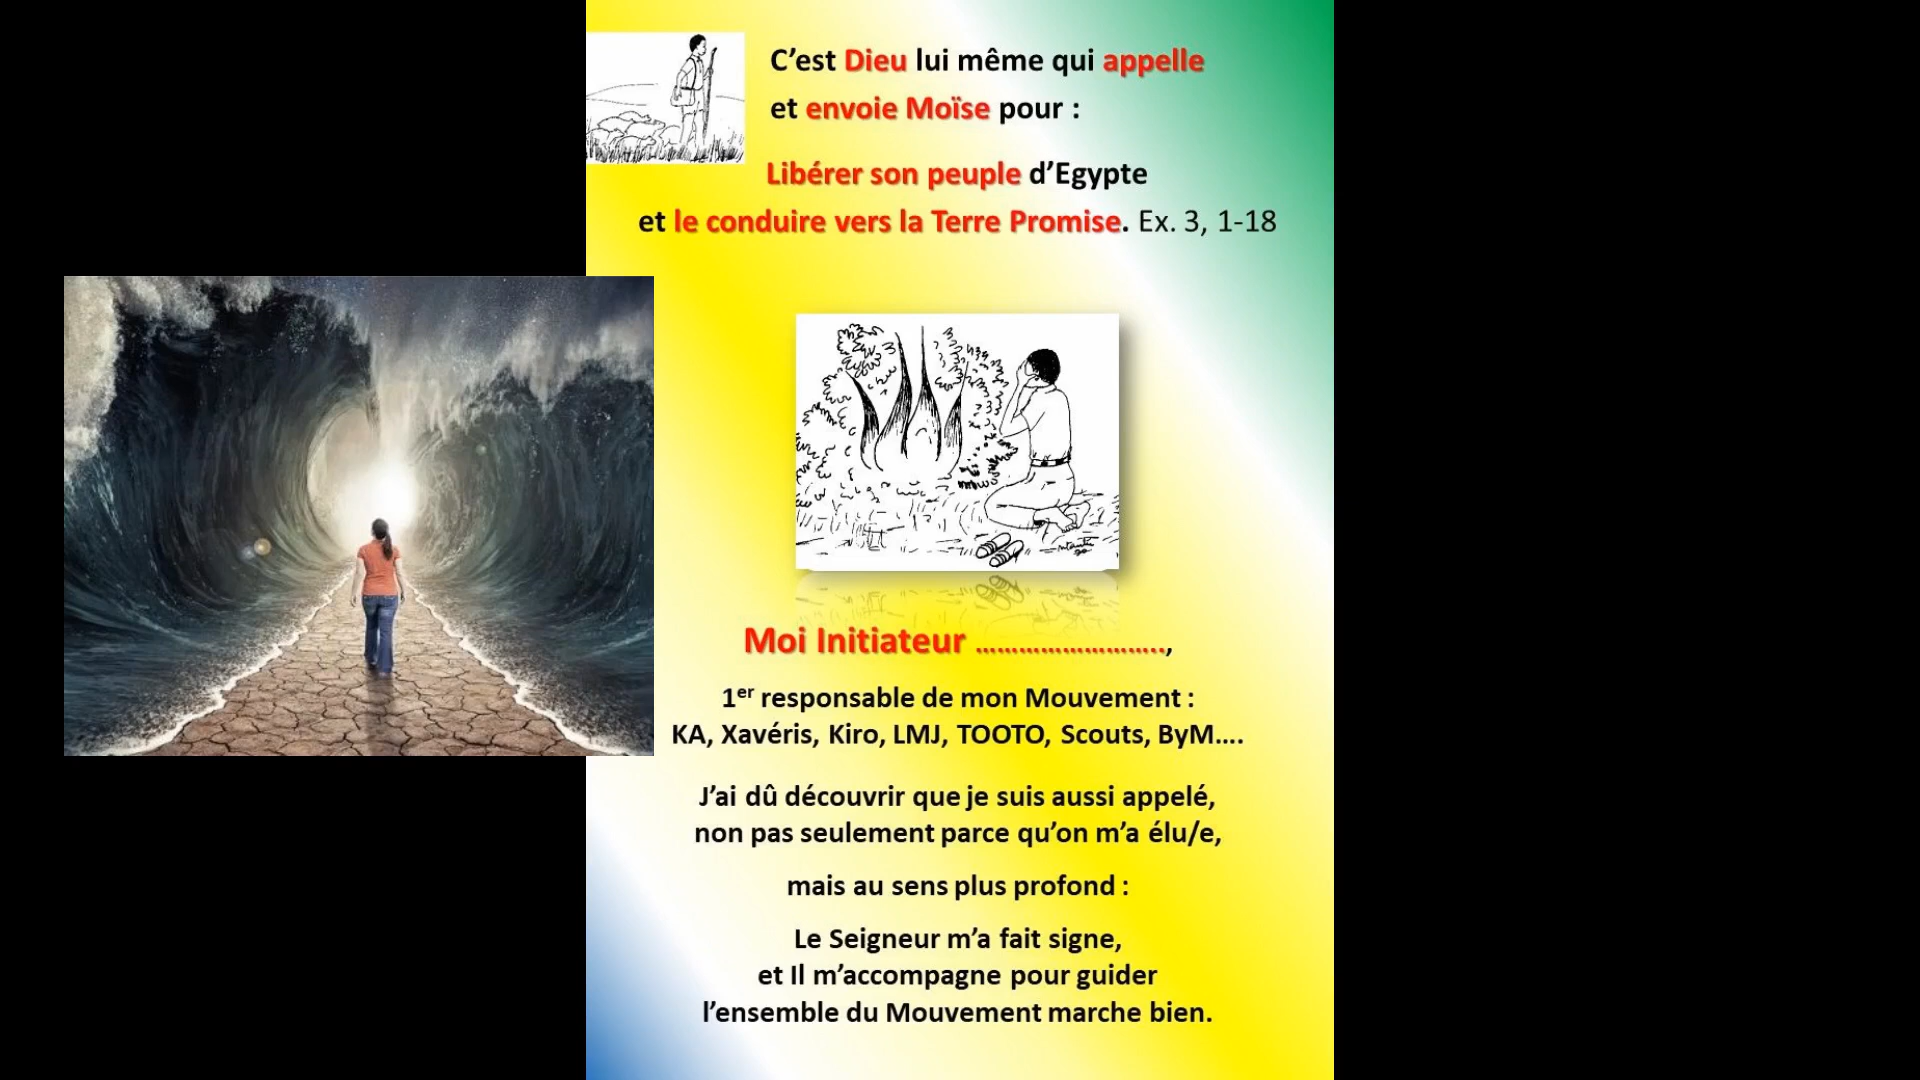 C’est Dieu lui même qui appelle
et envoie Moïse pour :
Libérer son peuple d’Egypte
et le conduire vers la Terre Promise. Ex. 3, 1-18
Moi Initiateur ……………………..,
1er responsable de mon Mouvement :
KA, Xavéris, Kiro, LMJ, TOOTO, Scouts, ByM….
J’ai dû découvrir que je suis aussi appelé,
non pas seulement parce qu’on m’a élu/e,
mais au sens plus profond :
Le Seigneur m’a fait signe,
et Il m’accompagne pour guider
l’ensemble du Mouvement marche bien.